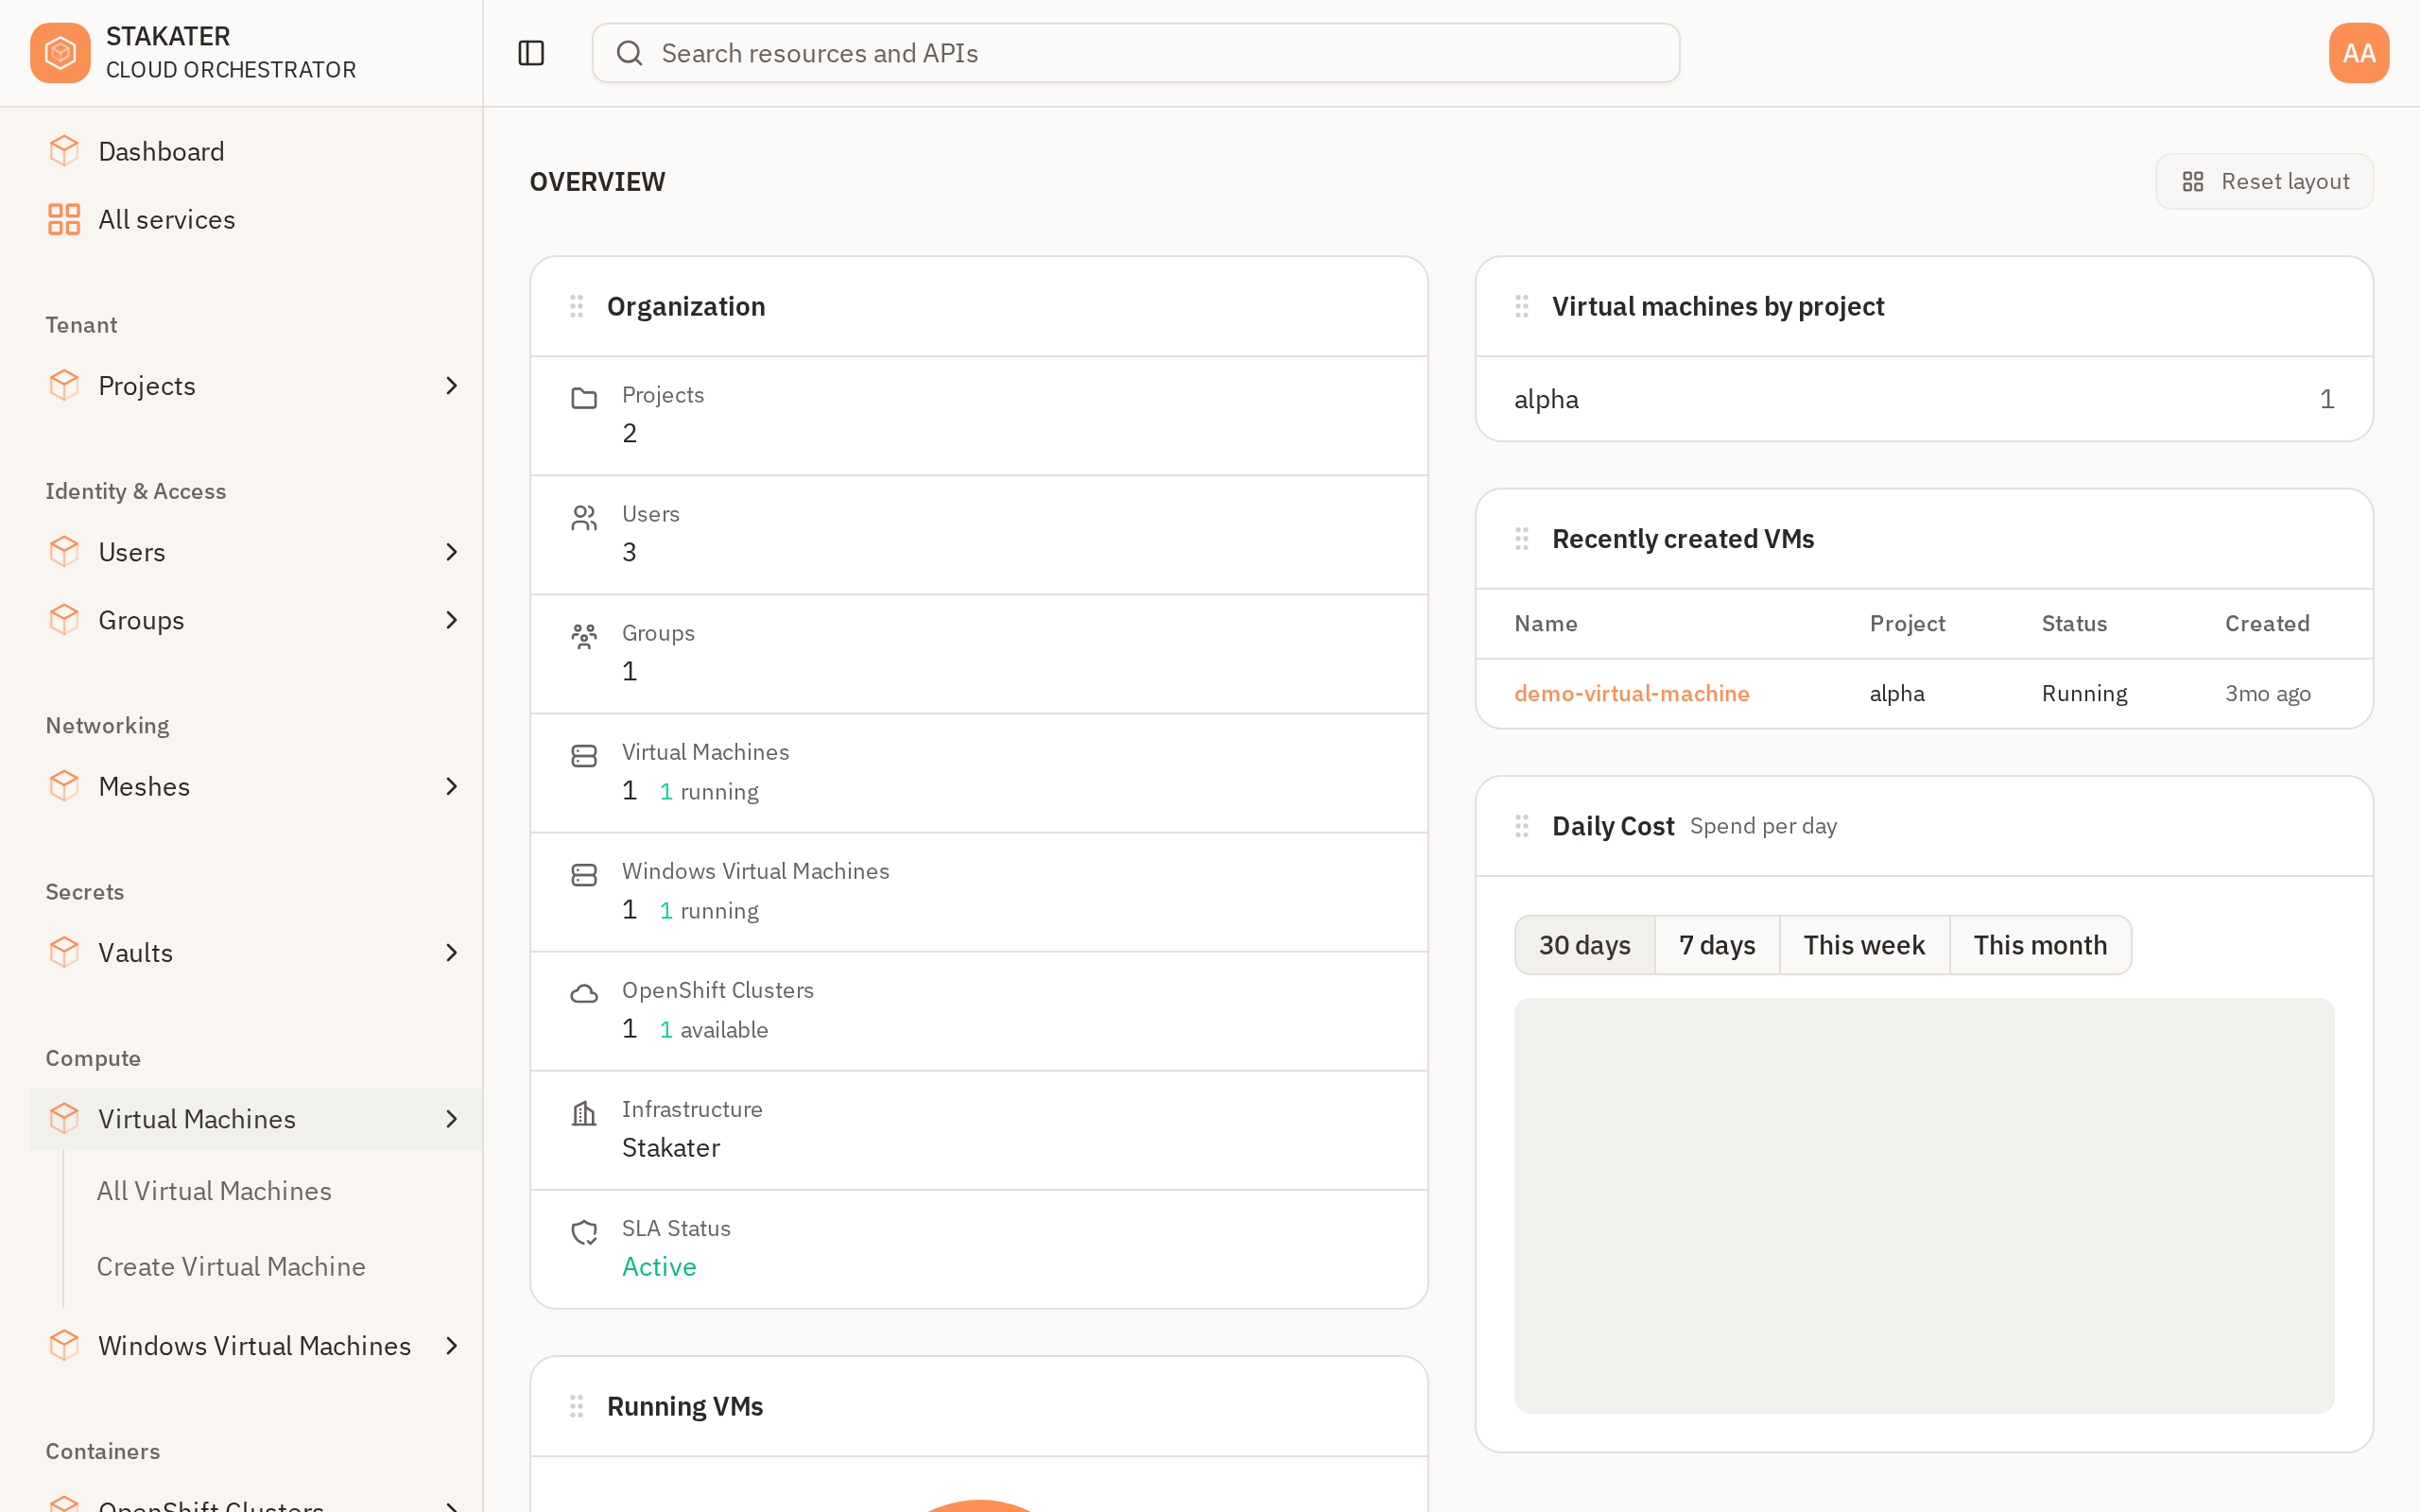 STAKATER
CLOUD ORCHESTRATOR
Search resources and APIs
AA
Dashboard
All services
Tenant
Projects
Identity & Access
Users
Groups
Networking
Meshes
Secrets
Vaults
Compute
Virtual Machines
All Virtual Machines
Create Virtual Machine
Windows Virtual Machines
Containers
OpenShift Clusters
OVERVIEW
Reset layout
Organization
Projects
2
Users
3
Groups
1
Virtual Machines
1 1 running
Windows Virtual Machines
1 1 running
OpenShift Clusters
1 1 available
Infrastructure
Stakater
SLA Status
Active
Running VMs
Virtual machines by project
alpha 1
Recently created VMs
Name Project Status Created
demo-virtual-machine alpha Running 3mo ago
Daily Cost Spend per day
30 days 7 days This week This month